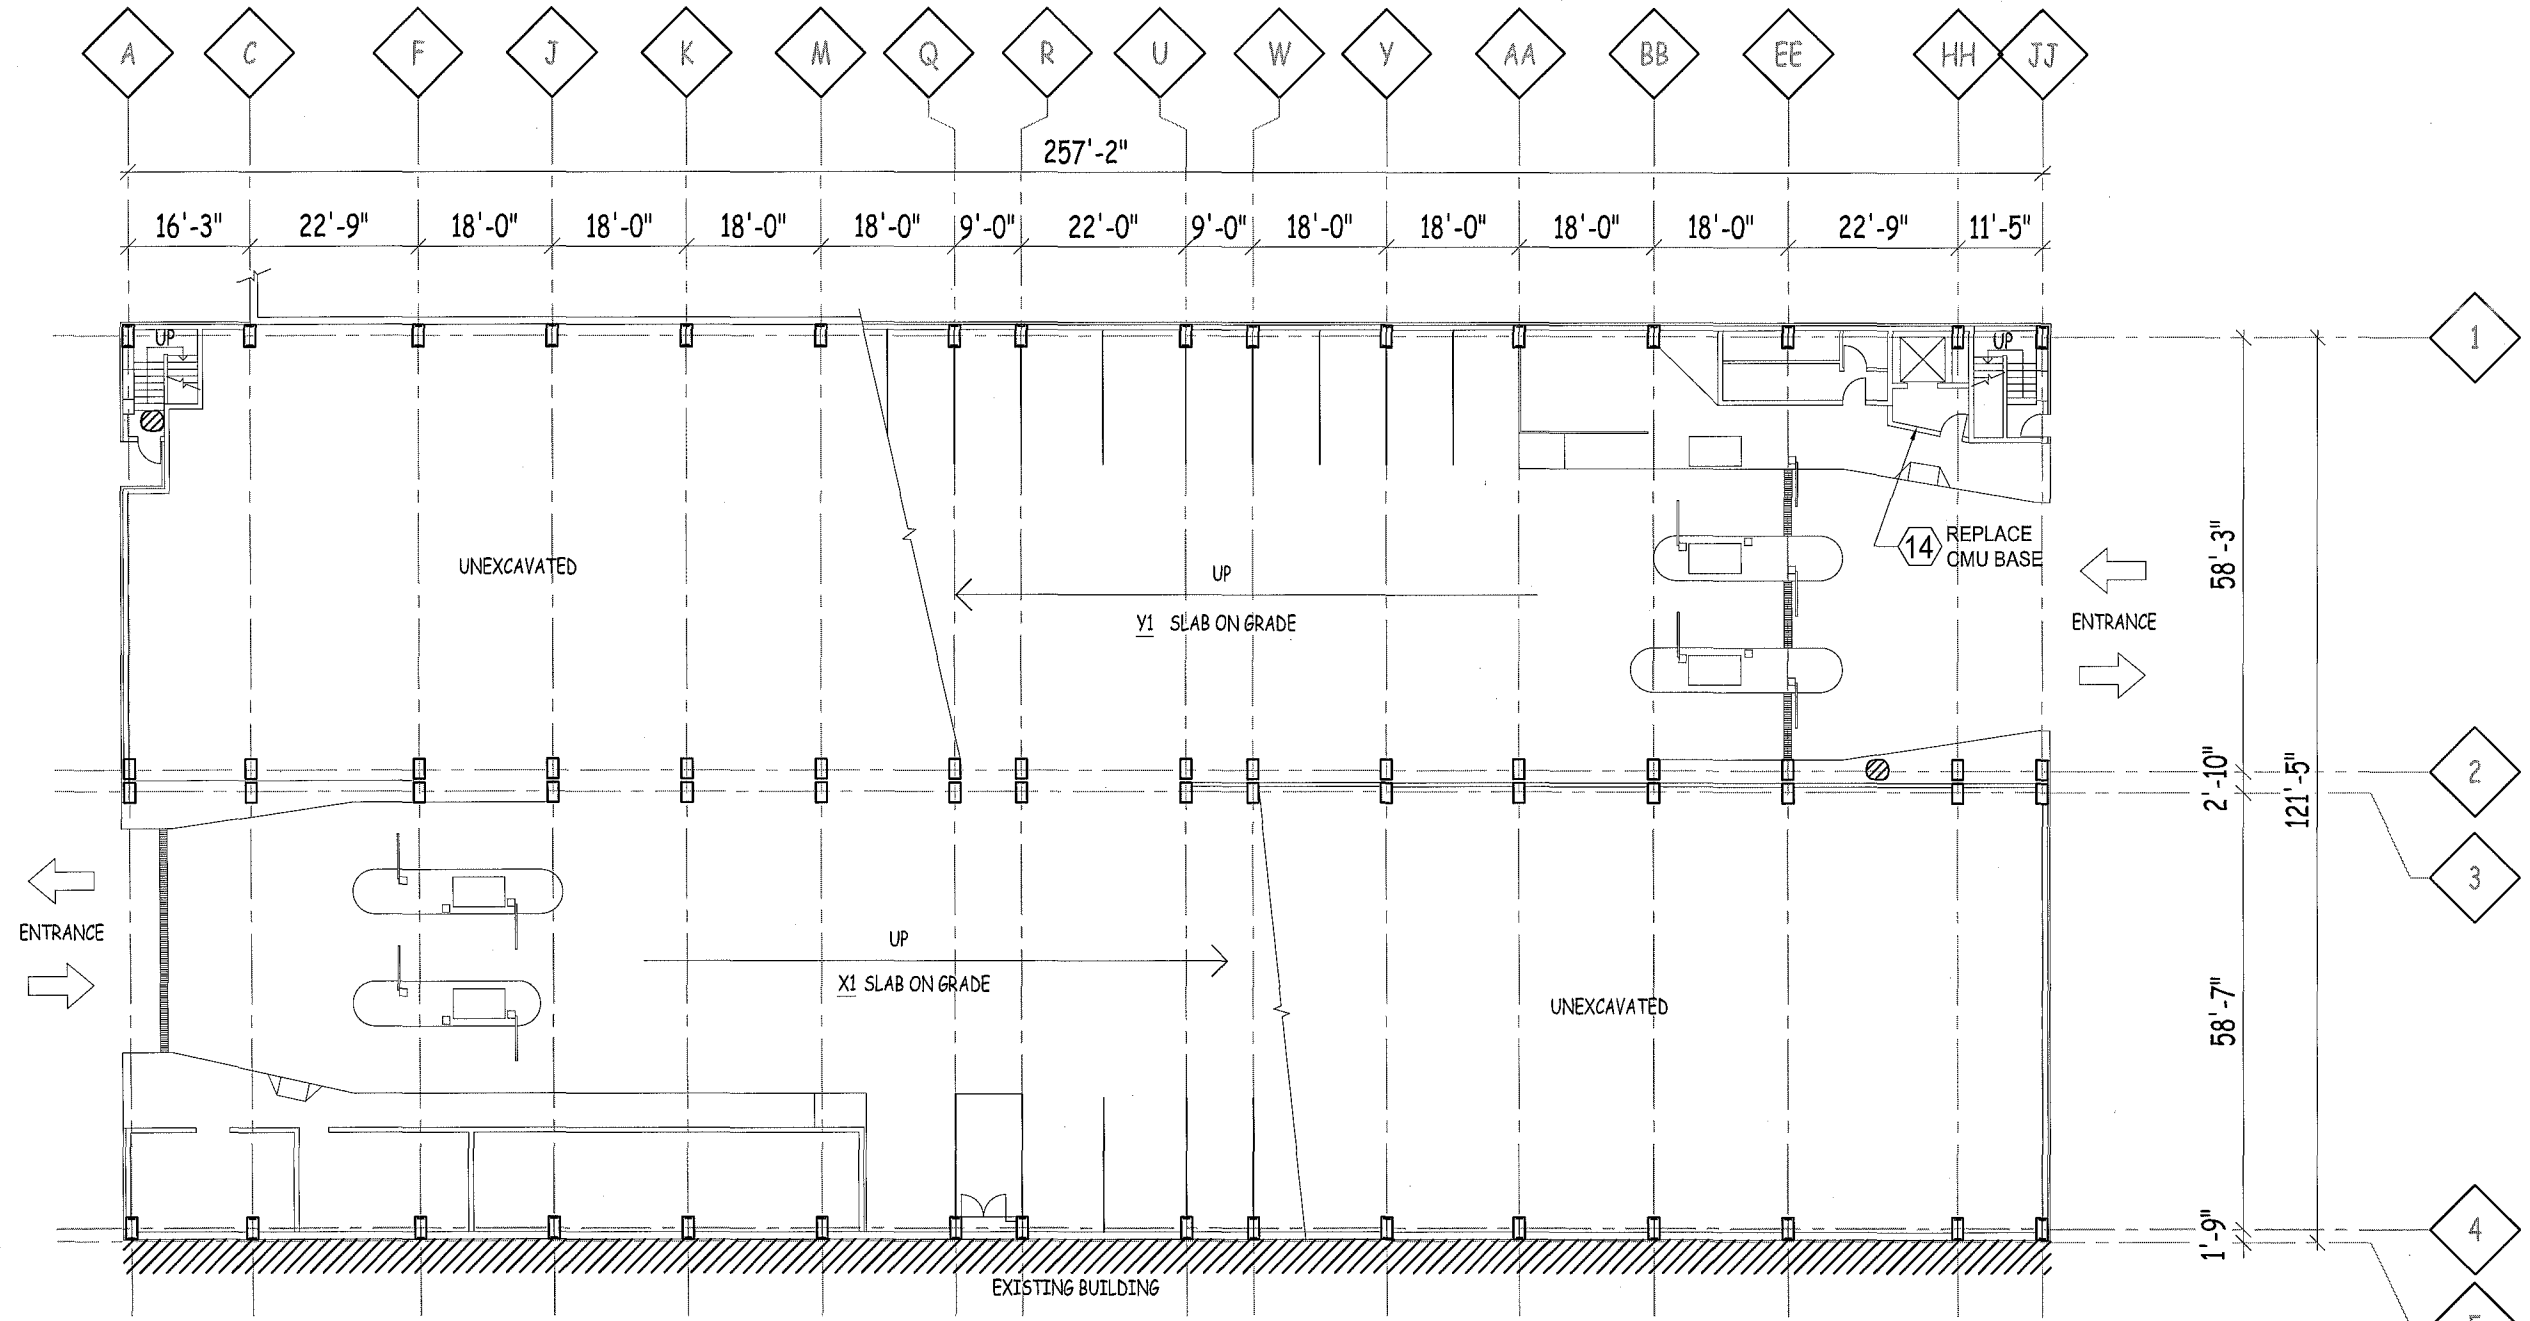 A C F J K M Q R U W Y AA BB EE HH JJ
257'-2"
16'-3" 22'-9" 18'-0" 18'-0" 18'-0" 18'-0" 9'-0" 22'-0" 9'-0" 18'-0" 18'-0" 18'-0" 18'-0" 22'-9" 11'-5"
UP
UP
1
14 REPLACE
CMU BASE
58'-3"
UNEXCAVATED
UP
Y1 SLAB ON GRADE
ENTRANCE
2
2'-10"
121'-5"
3
ENTRANCE
UP
X1 SLAB ON GRADE
UNEXCAVATED
58'-7"
4
1'-9"
EXISTING BUILDING